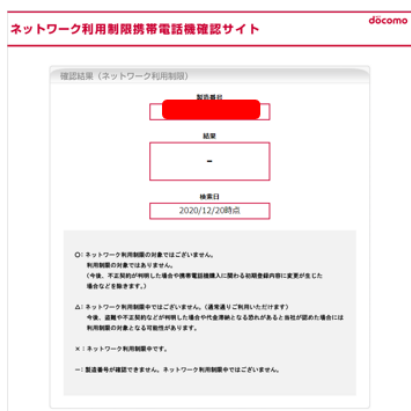 ネットワーク利用制限携帯電話機確認サイト
döcomo
確認結果（ネットワーク利用制限）
製造番号
結果
-
検索日
2020/12/20時点
○：ネットワーク利用制限の対象ではございません。
利用制限の対象ではありません。
（今後、不正契約が判明した場合や携帯電話機購入に関わる初期登録内容に変更が生じた
場合などを除きます。）
△：ネットワーク利用制限中ではございません。（通常通りご利用いただけます）
今後、盗難や不正契約などが判明した場合や代金滞納となる恐れがあると当社が認めた場合には
利用制限の対象となる可能性があります。
×：ネットワーク利用制限中です。
－：製造番号が確認できません。ネットワーク利用制限中ではございません。